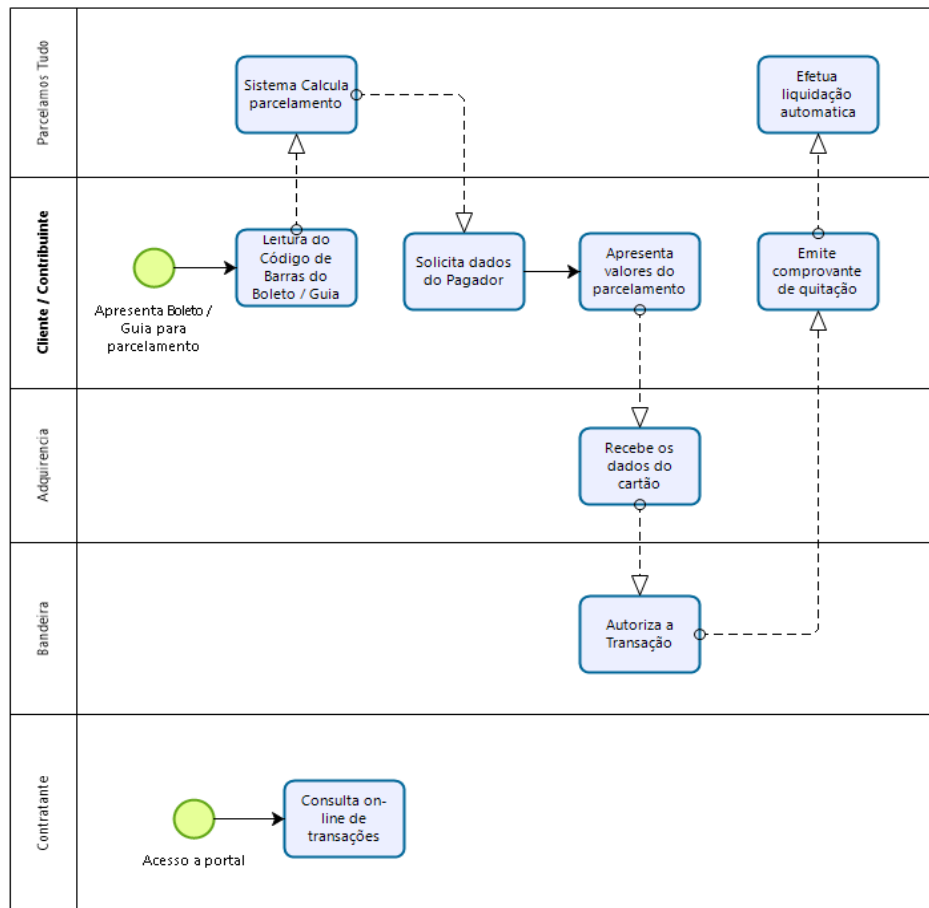 Parcelamos Tudo
Sistema Calcula
parcelamento
Efetua
liquidação
automatica
Cliente / Contribuinte
Apresenta Boleto /
Guia para
parcelamento
Leitura do
Código de
Barras do
Boleto / Guia
Solicita dados
do Pagador
Apresenta
valores do
parcelamento
Emite
comprovante
de quitação
Adquirencia
Recebe os
dados do
cartão
Bandeira
Autoriza a
Transação
Contratante
Acesso a portal
Consulta on-
line de
transações